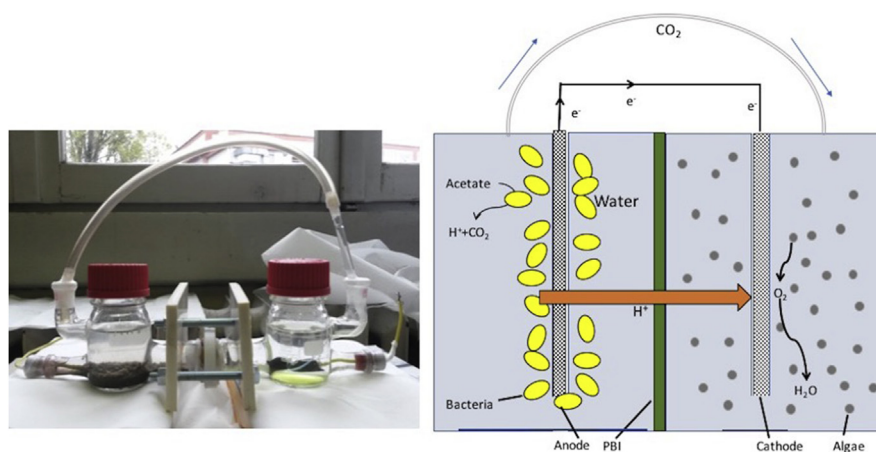 CO₂
e⁻
e⁻
e⁻
Acetate
Water
H⁺+CO₂
O₂
H⁺
H₂O
Bacteria
Anode
PBI
Cathode
Algae